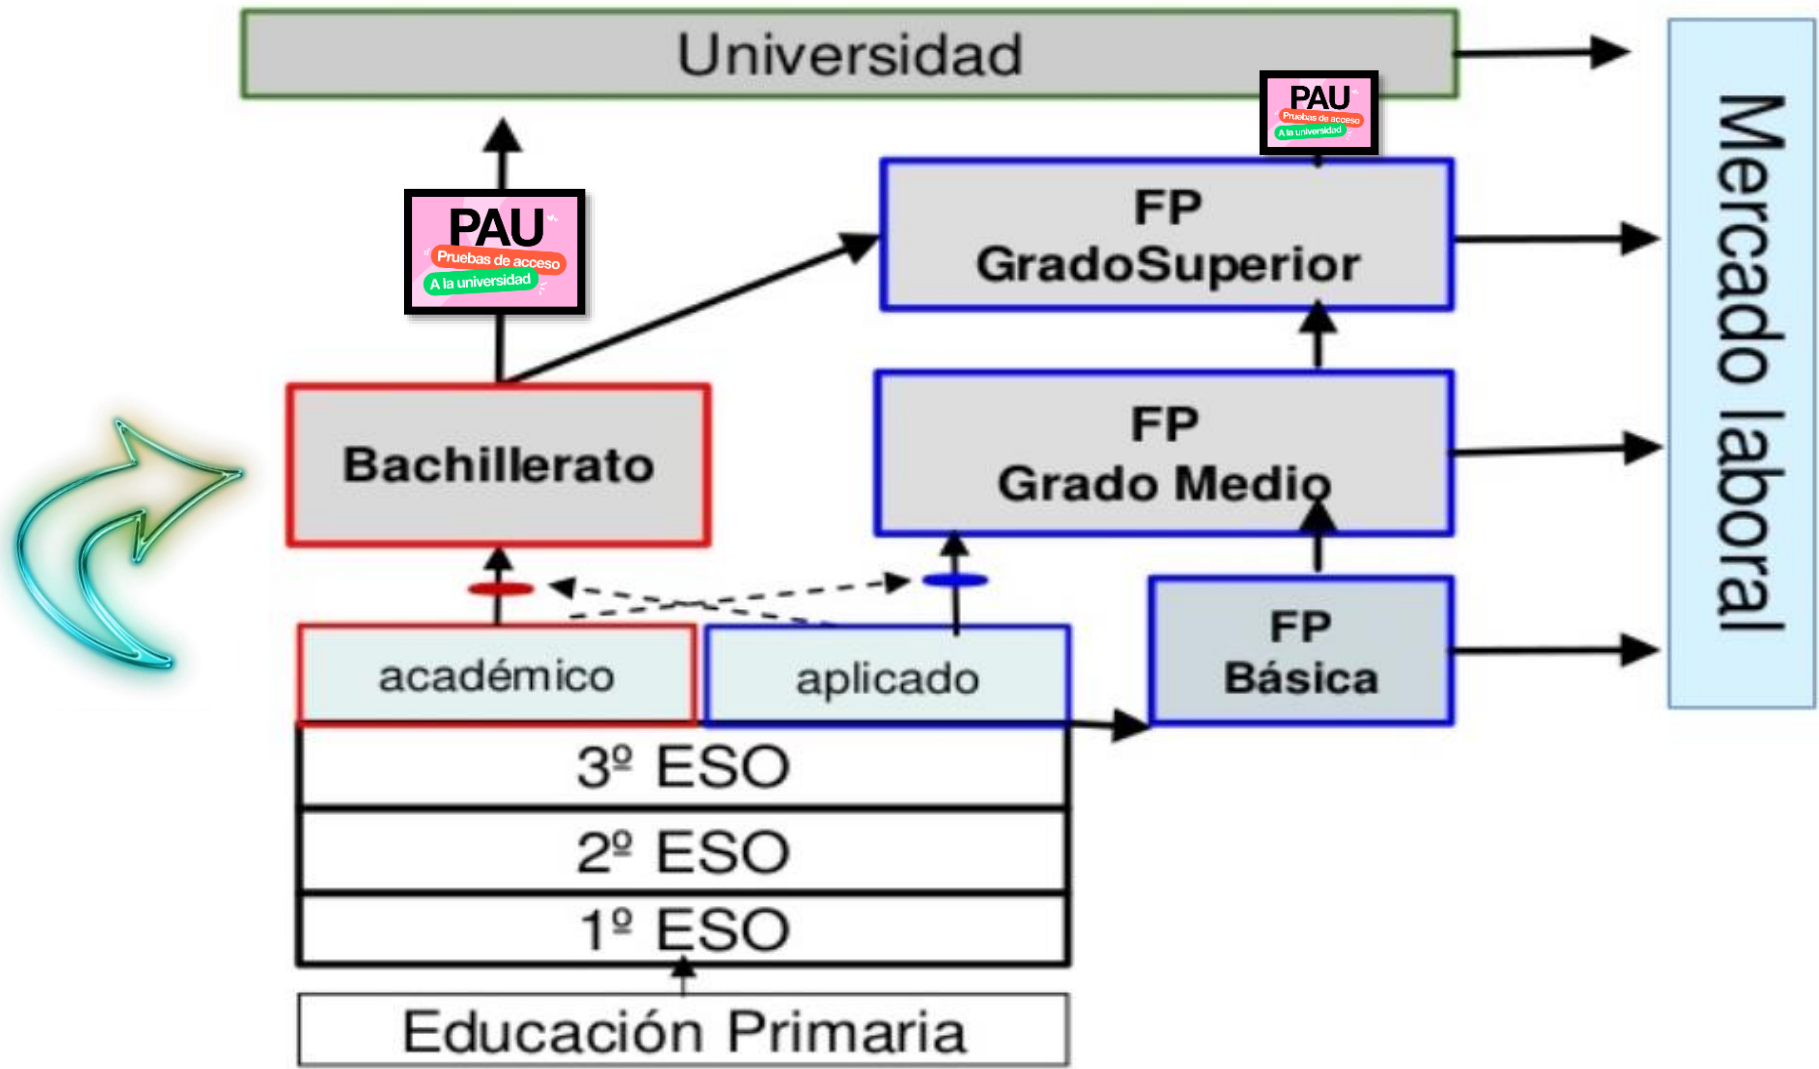 Universidad
PAU
Pruebas de acceso
A la universidad
PAU
Pruebas de acceso
A la universidad
FP
GradoSuperior
Bachillerato
FP
Grado Medio
académico
aplicado
FP
Básica
3º ESO
2º ESO
1º ESO
Educación Primaria
Mercado laboral